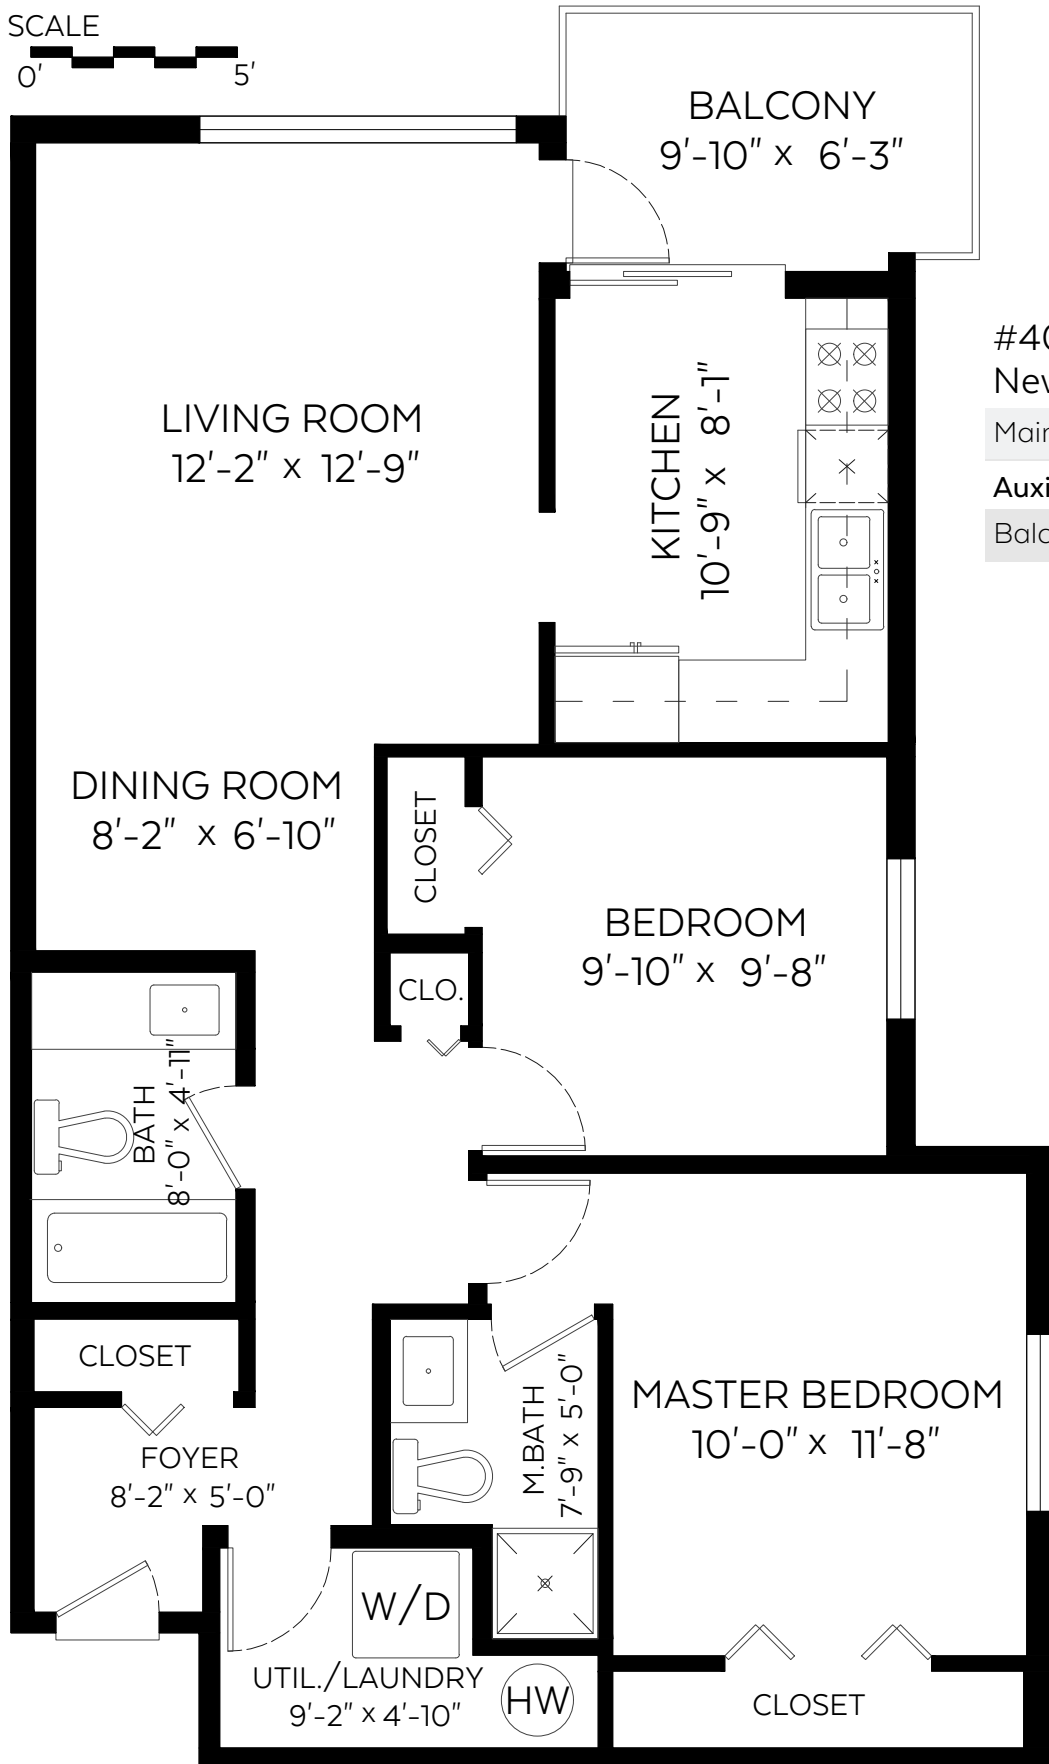 SCALE
0' 5'
BALCONY
9'-10" x 6'-3"
LIVING ROOM
12'-2" x 12'-9"
KITCHEN
10'-9" x 8'-1"
DINING ROOM
8'-2" x 6'-10"
CLOSET
BEDROOM
9'-10" x 9'-8"
CLO.
BATH
8'-0" x 4'-11"
CLOSET
FOYER
8'-2" x 5'-0"
M.BATH
7'-9" x 5'-0"
MASTER BEDROOM
10'-0" x 11'-8"
W/D
UTIL./LAUNDRY
9'-2" x 4'-10"
HW
CLOSET